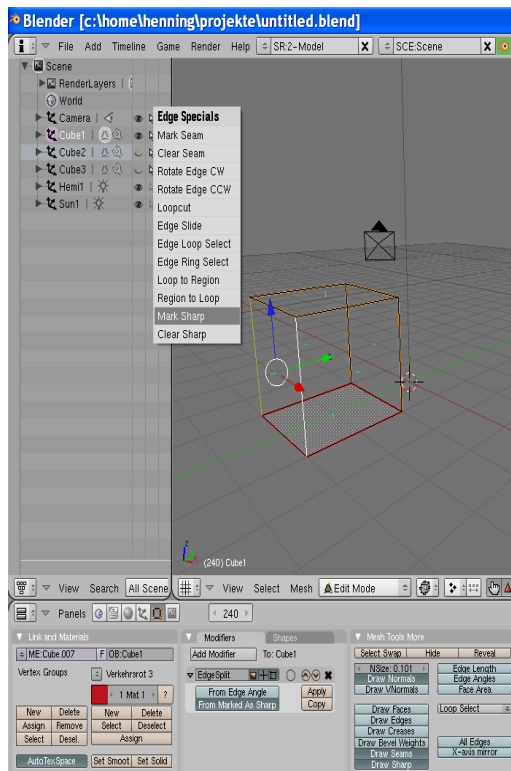 Blender [c:\home\henning\projekte\untitled.blend]
File Add Timeline Game Render Help SR:2-Model X SCE:Scene X
Scene
RenderLayers |
World
Camera |
Cube1 |
Cube2 |
Cube3 |
Hemi1 |
Sun1 |
Edge Specials
Mark Seam
Clear Seam
Rotate Edge CW
Rotate Edge CCW
Loopcut
Edge Slide
Edge Loop Select
Edge Ring Select
Loop to Region
Region to Loop
Mark Sharp
Clear Sharp
z
(240) Cube1
View Search All Scene View Select Mesh Edit Mode
Panels 240
Link and Materials
ME:Cube.007 F OB:Cube1
Vertex Groups
Verkehrsrot 3
1 Mat 1 ?
New Delete New Delete
Assign Remove Select Deselect
Select Desel. Assign
AutoTexSpace Set Smoot Set Solid
Modifiers Shapes
Add Modifier To: Cube1
EdgeSplit
From Edge Angle Apply
From Marked As Sharp Copy
Mesh Tools More
Select Swap Hide Reveal
NSize: 0.101 Edge Length
Draw Normals Edge Angles
Draw VNormals Face Area
Draw Faces Loop Select
Draw Edges
Draw Creases
Draw Bevel Weights All Edges
Draw Seams X-axis mirror
Draw Sharp